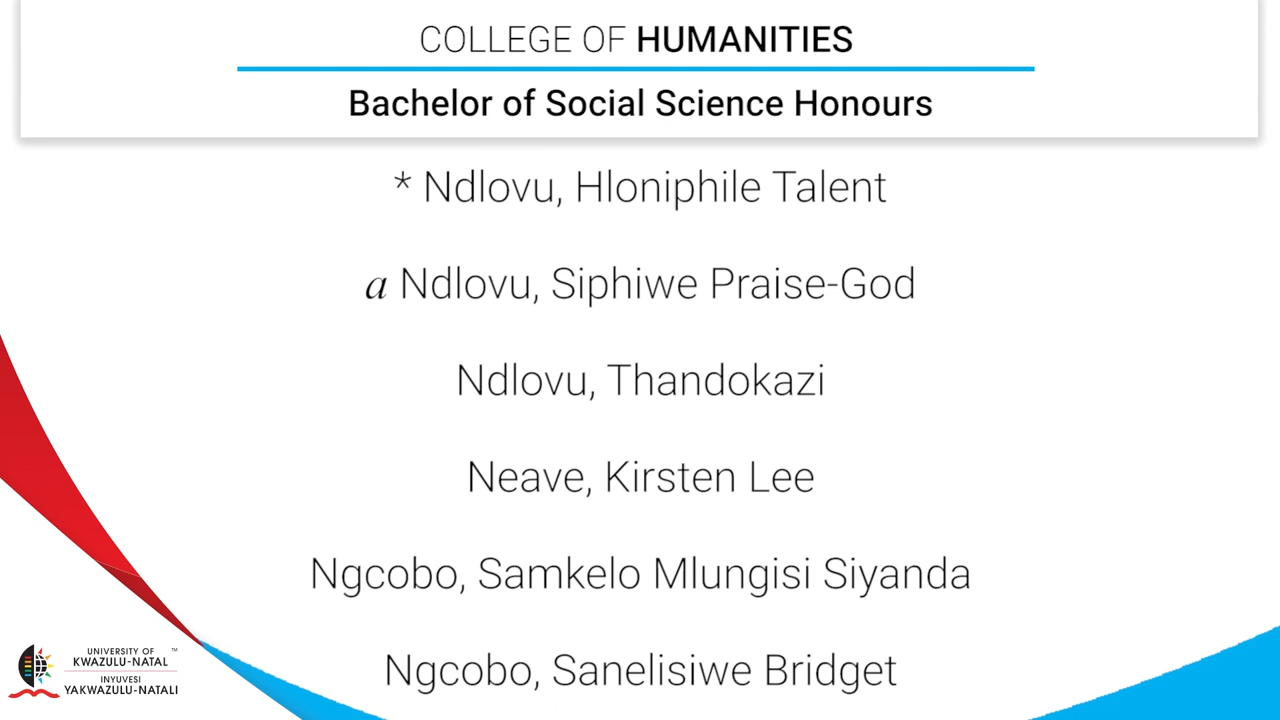 COLLEGE OF HUMANITIES
Bachelor of Social Science Honours
* Ndlovu, Hloniphile Talent
a Ndlovu, Siphiwe Praise-God
Ndlovu, Thandokazi
Neave, Kirsten Lee
Ngcobo, Samkelo Mlungisi Siyanda
Ngcobo, Sanelisiwe Bridget
UNIVERSITY OF ™
KWAZULU-NATAL
INYUVESI
YAKWAZULU-NATALI